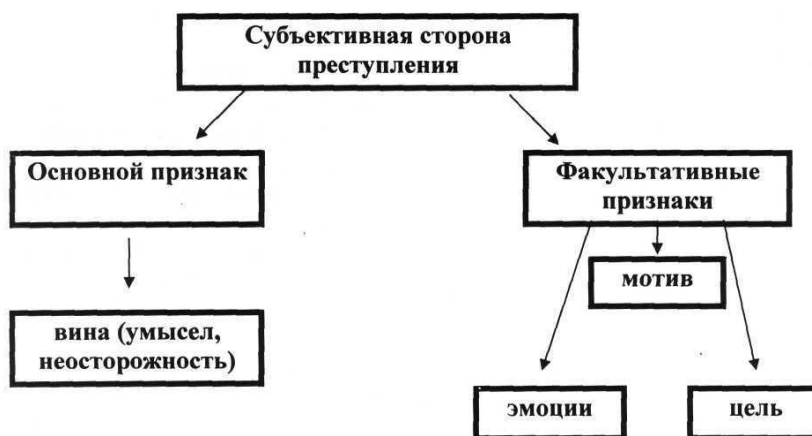 Субъективная сторона
преступления
Основной признак
Факультативные
признаки
мотив
вина (умысел,
неосторожность)
эмоции
цель